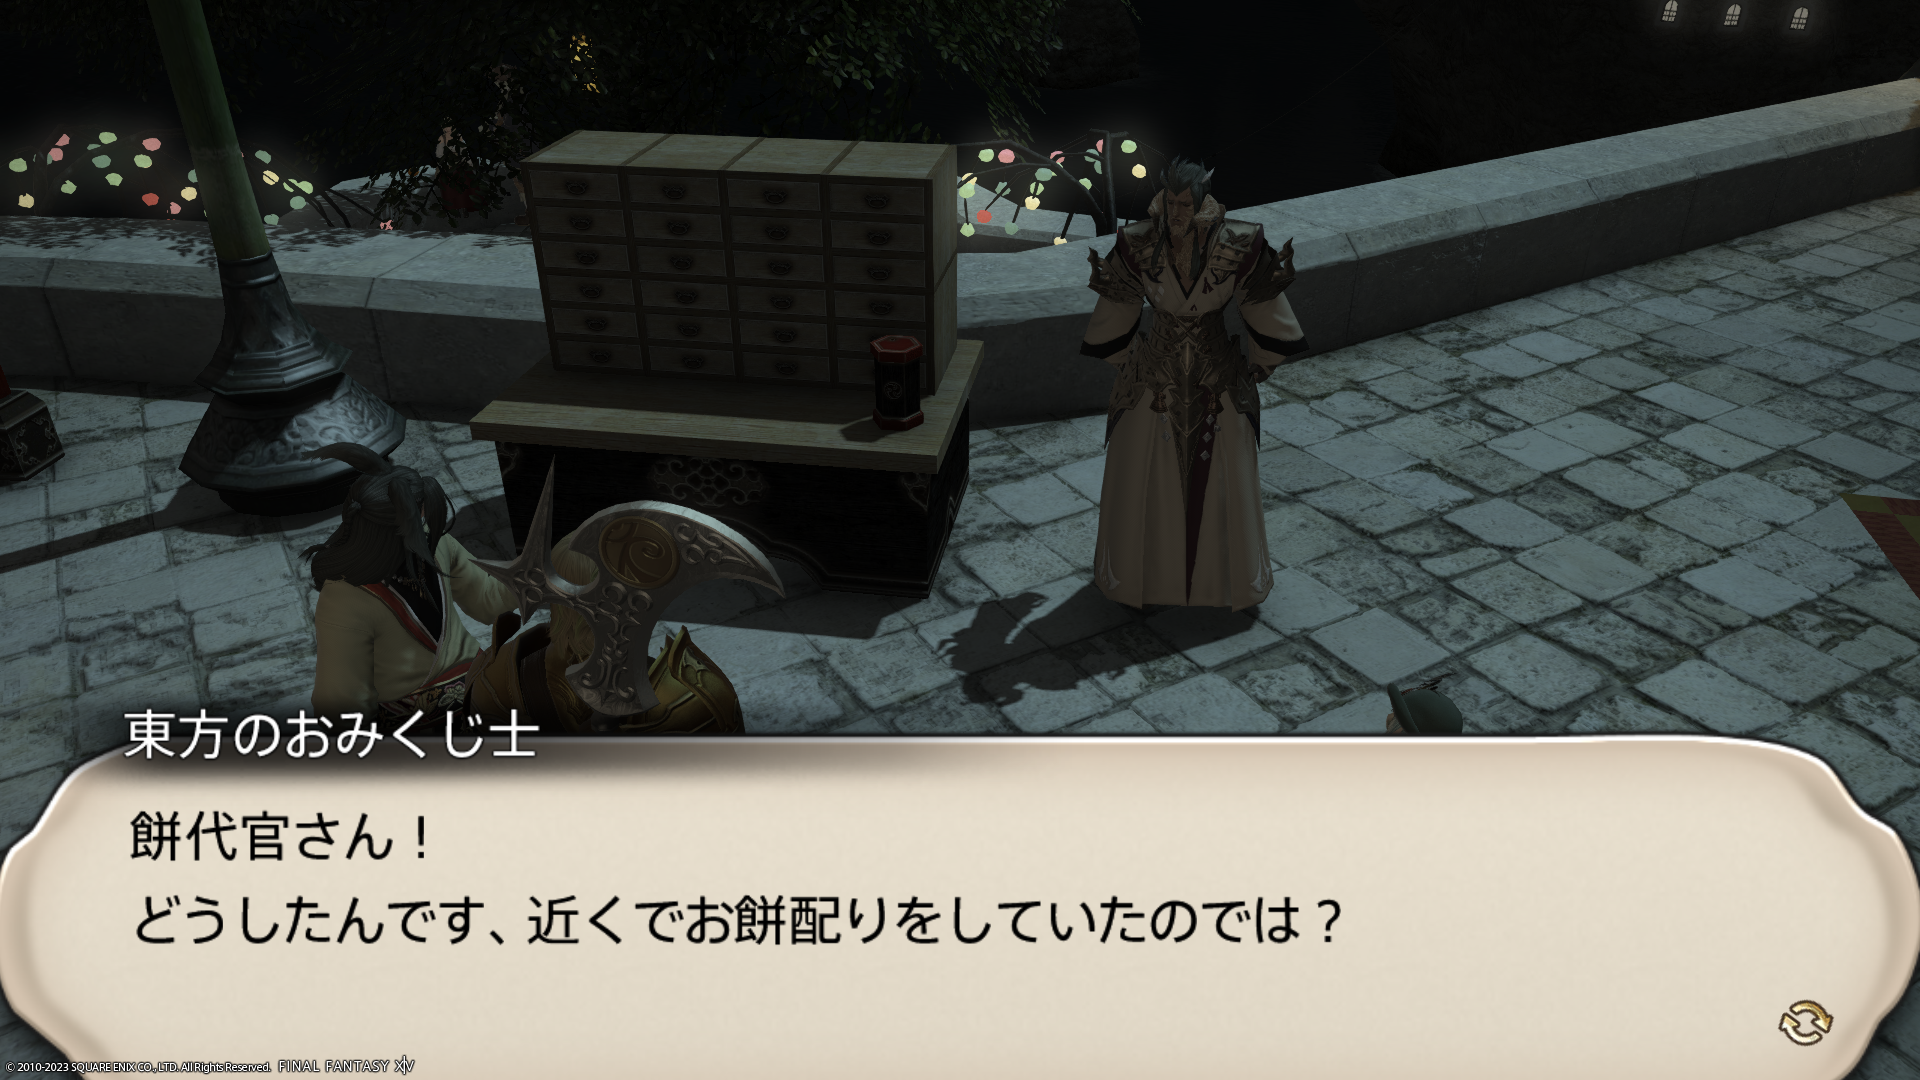 東方のおみくじ士
餅代官さん！
どうしたんです、近くでお餅配りをしていたのでは？
© 2010-2023 SQUARE ENIX CO., LTD. All Rights Reserved. FINAL FANTASY XIV